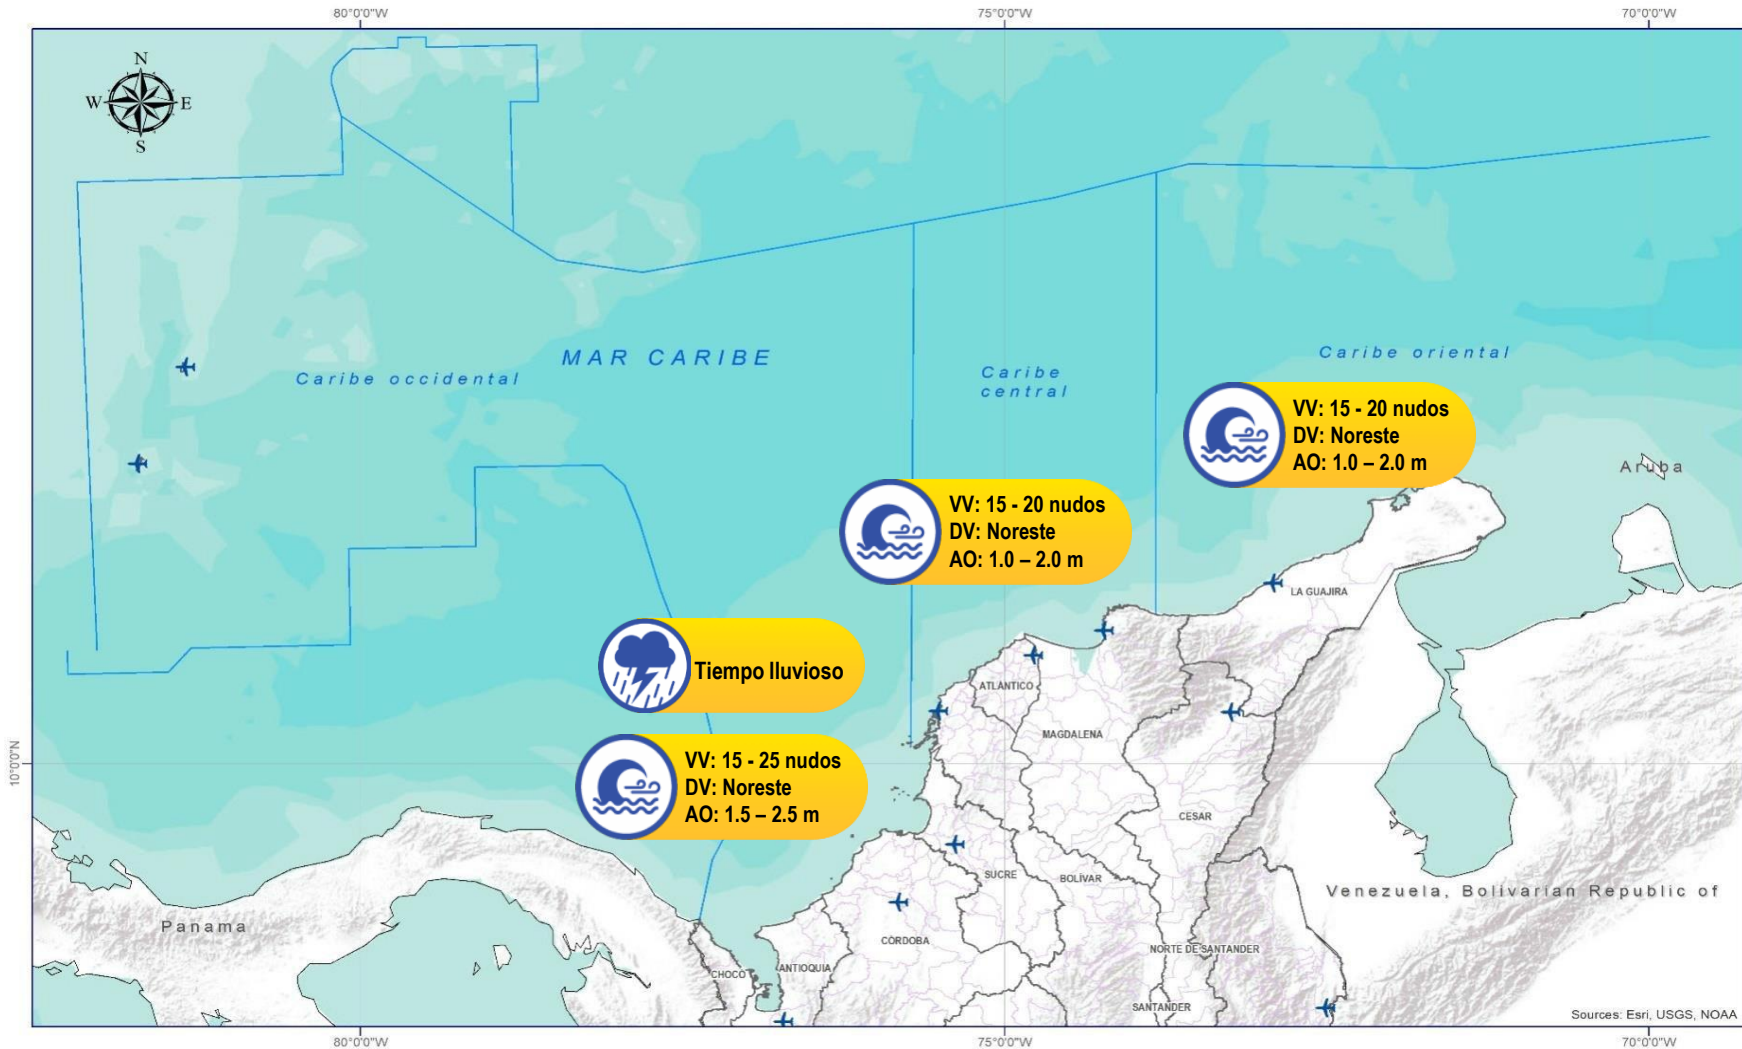 80°0'0"W
75°0'0"W
70°0'0"W
N
W
E
S
MAR CARIBE
Caribe occidental
Caribe
central
Caribe oriental
VV: 15 - 20 nudos
DV: Noreste
AO: 1.0 – 2.0 m
Aruba
VV: 15 - 20 nudos
DV: Noreste
AO: 1.0 – 2.0 m
LA GUAJIRA
Tiempo lluvioso
ATLANTICO
MAGDALENA
10°0'0"N
VV: 15 - 25 nudos
DV: Noreste
AO: 1.5 – 2.5 m
CESAR
SUCRE
BOLÍVAR
Venezuela, Bolivarian Republic of
Panama
CÓRDOBA
NORTE DE SANTANDER
CHOCO
ANTIOQUIA
SANTANDER
Sources: Esri, USGS, NOAA
80°0'0"W
75°0'0"W
70°0'0"W